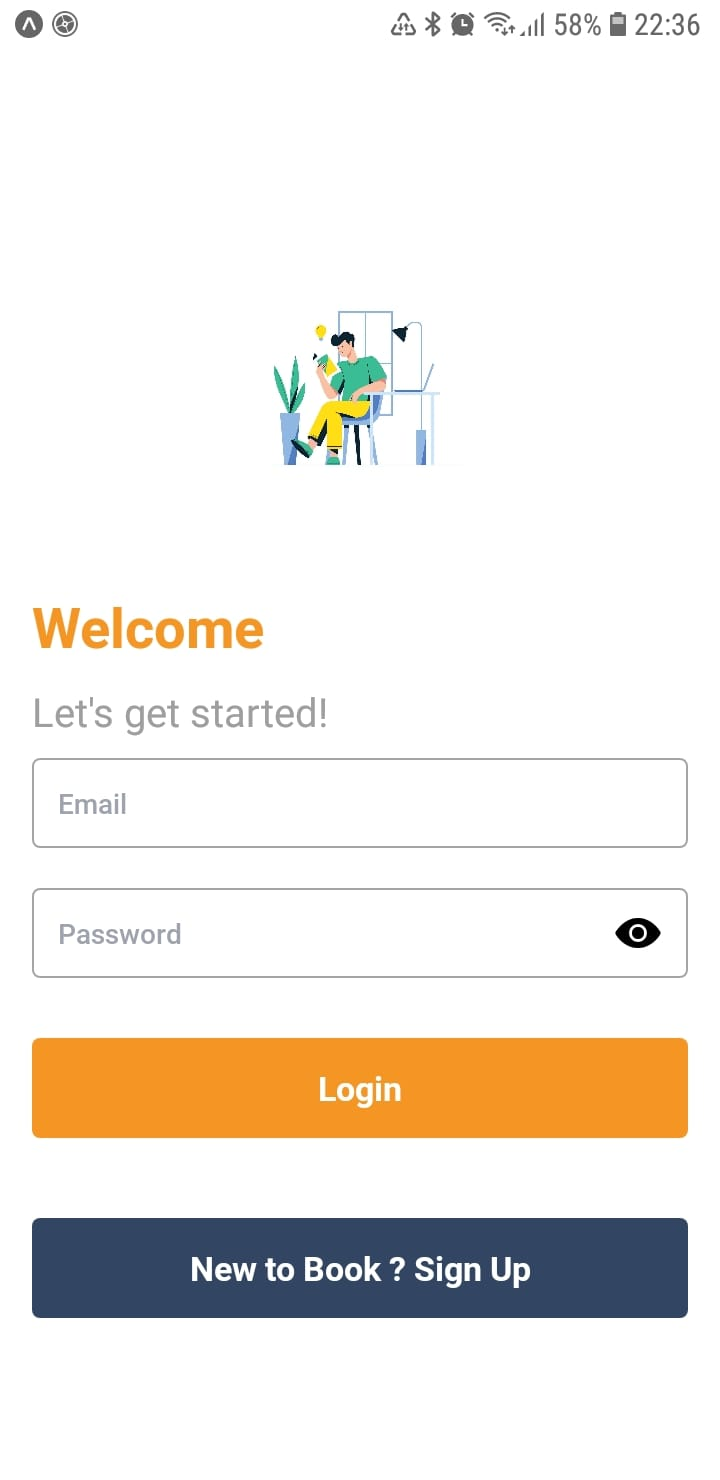 58% 22:36
Welcome
Let's get started!
Email
Password
Login
New to Book ? Sign Up